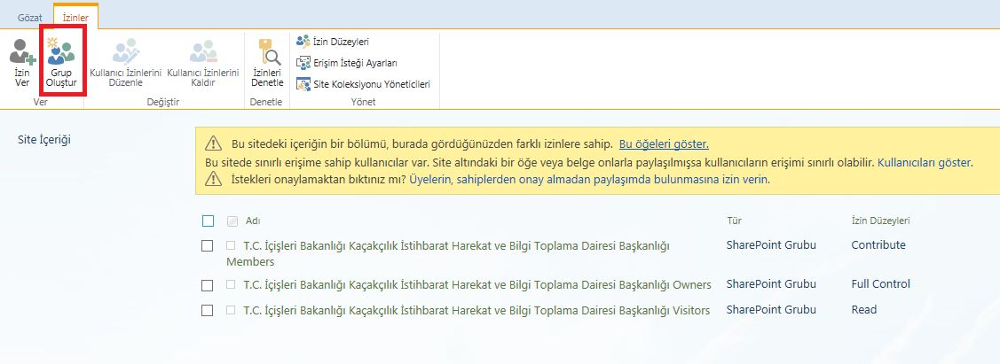 Gözat İzinler
İzin Ver
Grup Oluştur
Kullanıcı İzinlerini Düzenle
Kullanıcı İzinlerini Kaldır
İzinleri Denetle
İzin Düzeyleri
Erişim İsteği Ayarları
Site Koleksiyonu Yöneticileri
Ver Değiştir Denetle Yönet
Site İçeriği
Bu sitedeki içeriğin bir bölümü, burada gördüğünüzden farklı izinlere sahip. Bu öğeleri göster.
Bu sitede sınırlı erişime sahip kullanıcılar var. Site altındaki bir öğe veya belge onlarla paylaşılmışsa kullanıcıların erişimi sınırlı olabilir. Kullanıcıları göster.
İstekleri onaylamaktan bıktınız mı? Üyelerin, sahiplerden onay almadan paylaşımda bulunmasına izin verin.
Adı Tür İzin Düzeyleri
T.C. İçişleri Bakanlığı Kaçakçılık İstihbarat Harekat ve Bilgi Toplama Dairesi Başkanlığı SharePoint Grubu Contribute
Members
T.C. İçişleri Bakanlığı Kaçakçılık İstihbarat Harekat ve Bilgi Toplama Dairesi Başkanlığı Owners SharePoint Grubu Full Control
T.C. İçişleri Bakanlığı Kaçakçılık İstihbarat Harekat ve Bilgi Toplama Dairesi Başkanlığı Visitors SharePoint Grubu Read